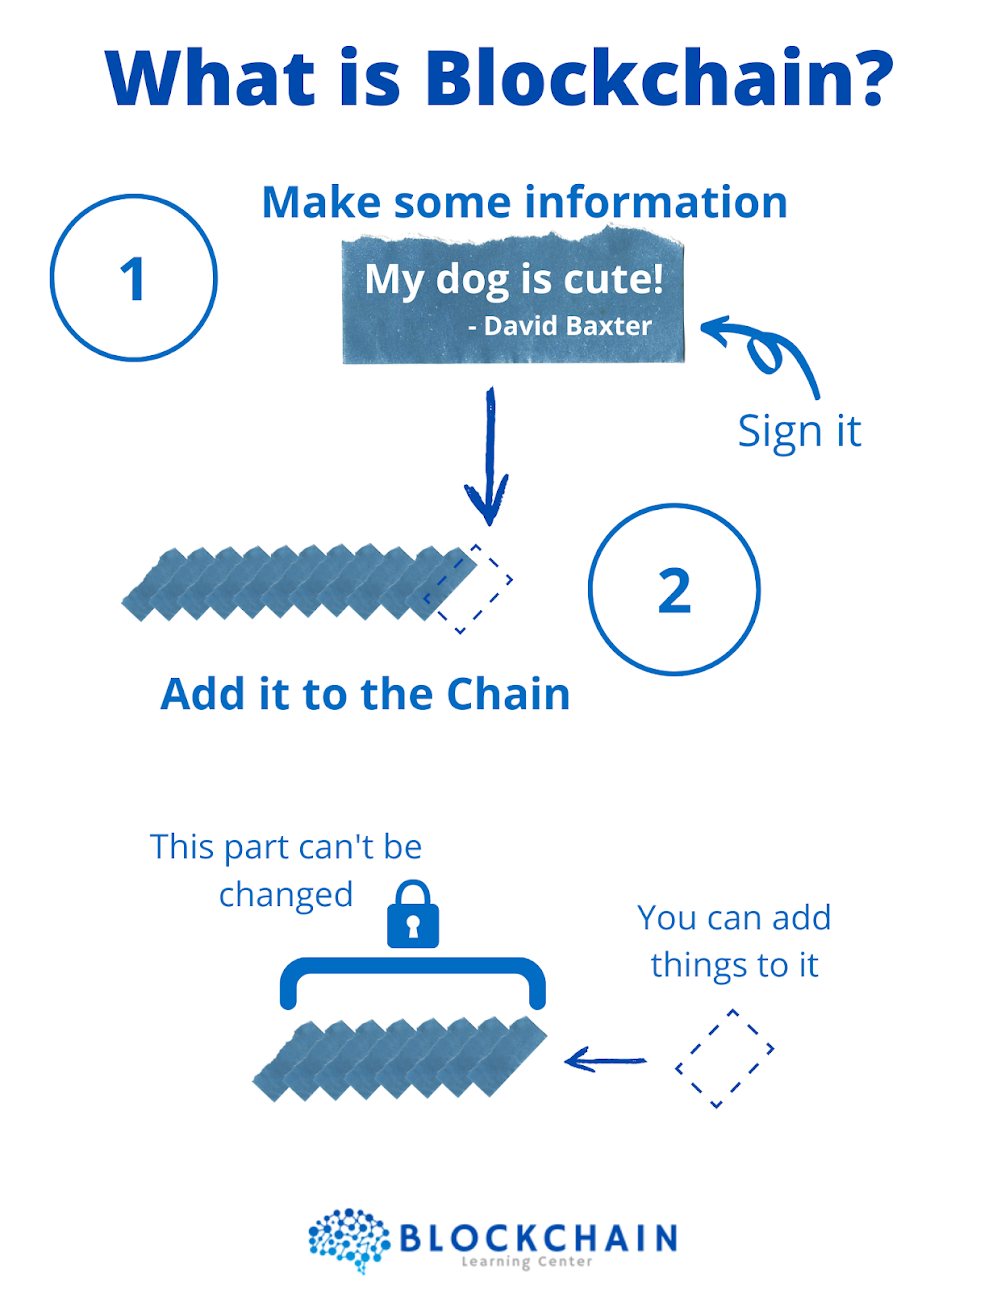 What is Blockchain?
Make some information
1
My dog is cute!
- David Baxter
Sign it
2
Add it to the Chain
This part can't be
changed
You can add
things to it
BLOCKCHAIN
Learning Center